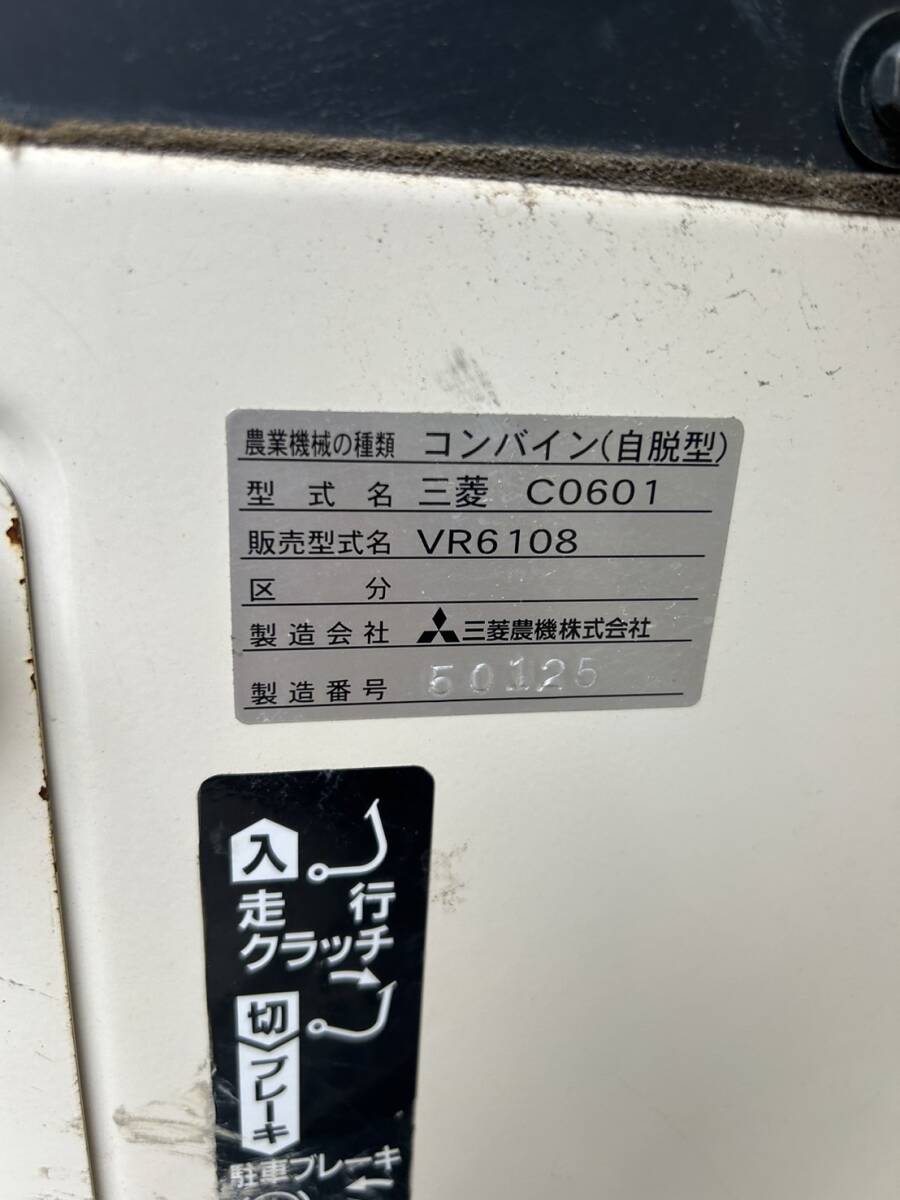 農業機械の種類 コンバイン(自脱型)
型式名 三菱 C0601
販売型式名 VR6108
区分
製造会社 三菱農機株式会社
製造番号 50125
入
走行
クラッチ
切
ブレーキ
駐車ブレーキ